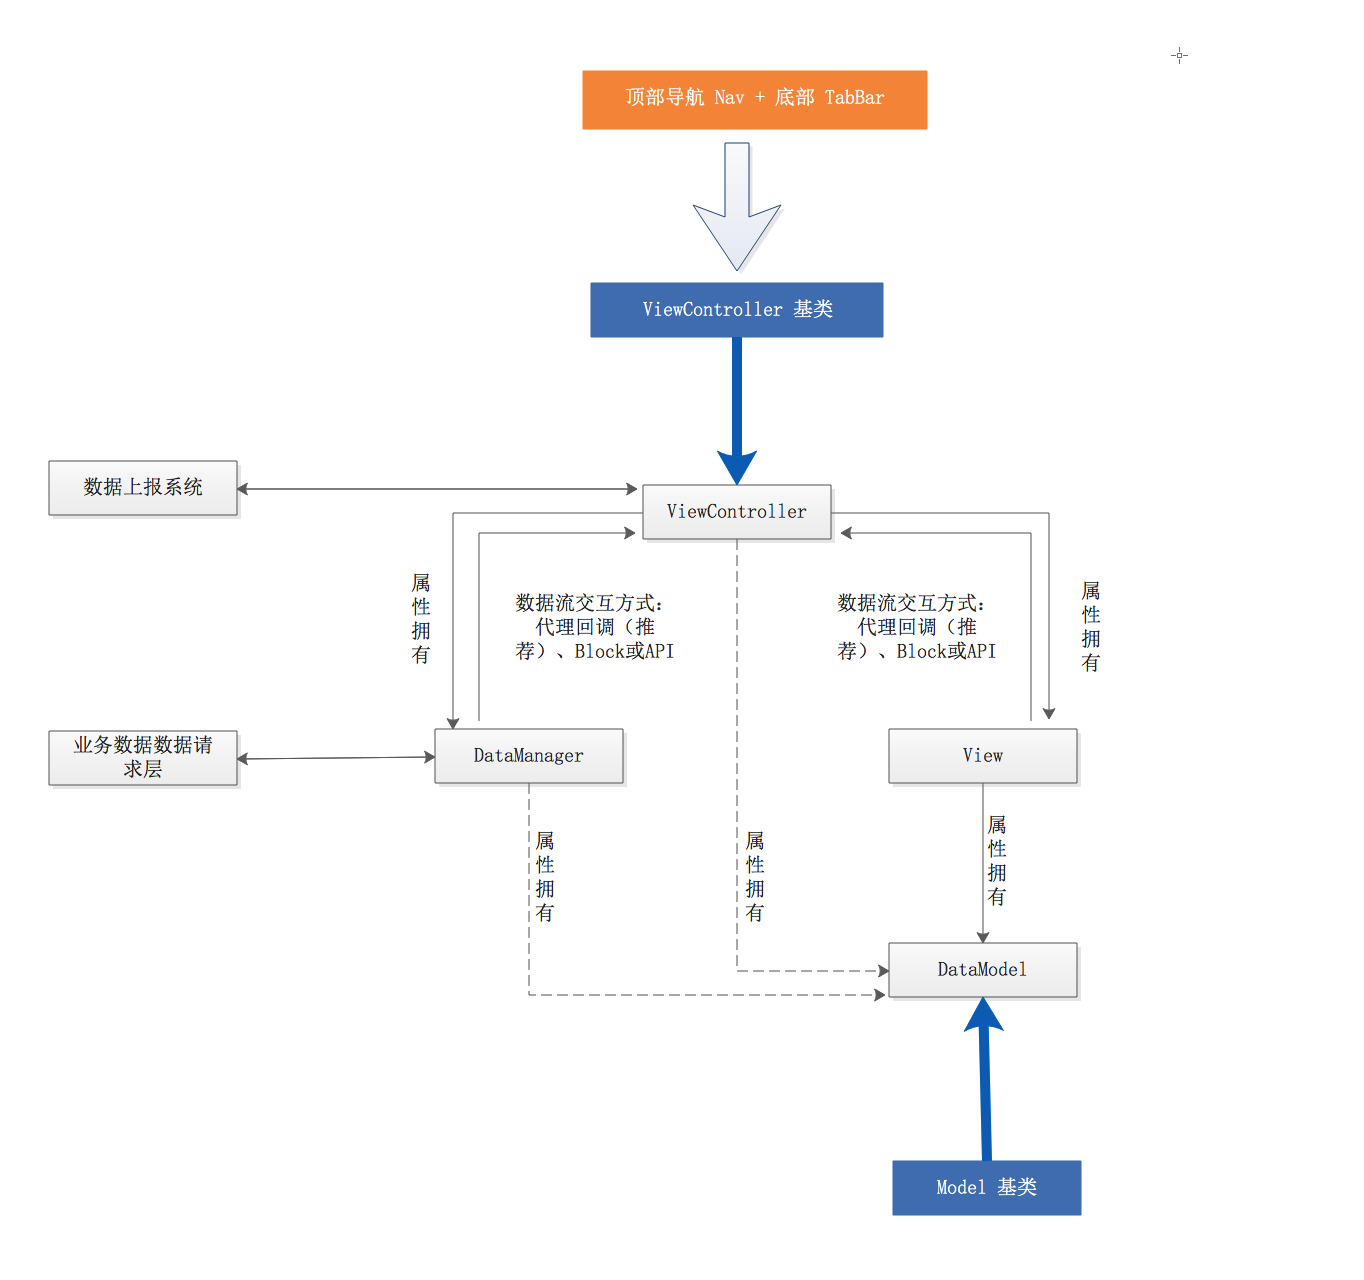 顶部导航 Nav + 底部 TabBar
ViewController 基类
数据上报系统
ViewController
属性拥有
数据流交互方式：
代理回调（推
荐）、Block或API
数据流交互方式：
代理回调（推
荐）、Block或API
属性拥有
业务数据数据请
求层
DataManager
View
属性拥有
属性拥有
属性拥有
DataModel
Model 基类